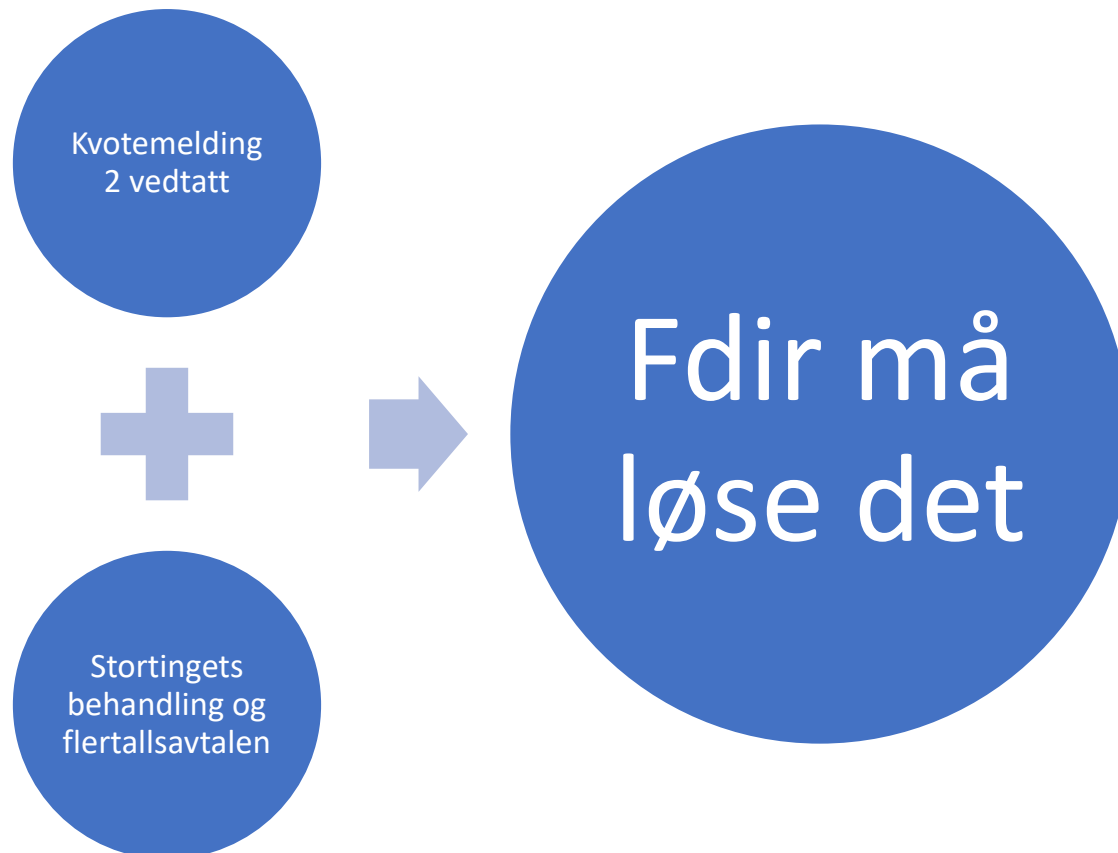 Kvotemelding
2 vedtatt
Stortingets
behandling og
flertallsavtalen
Fdir må
løse det